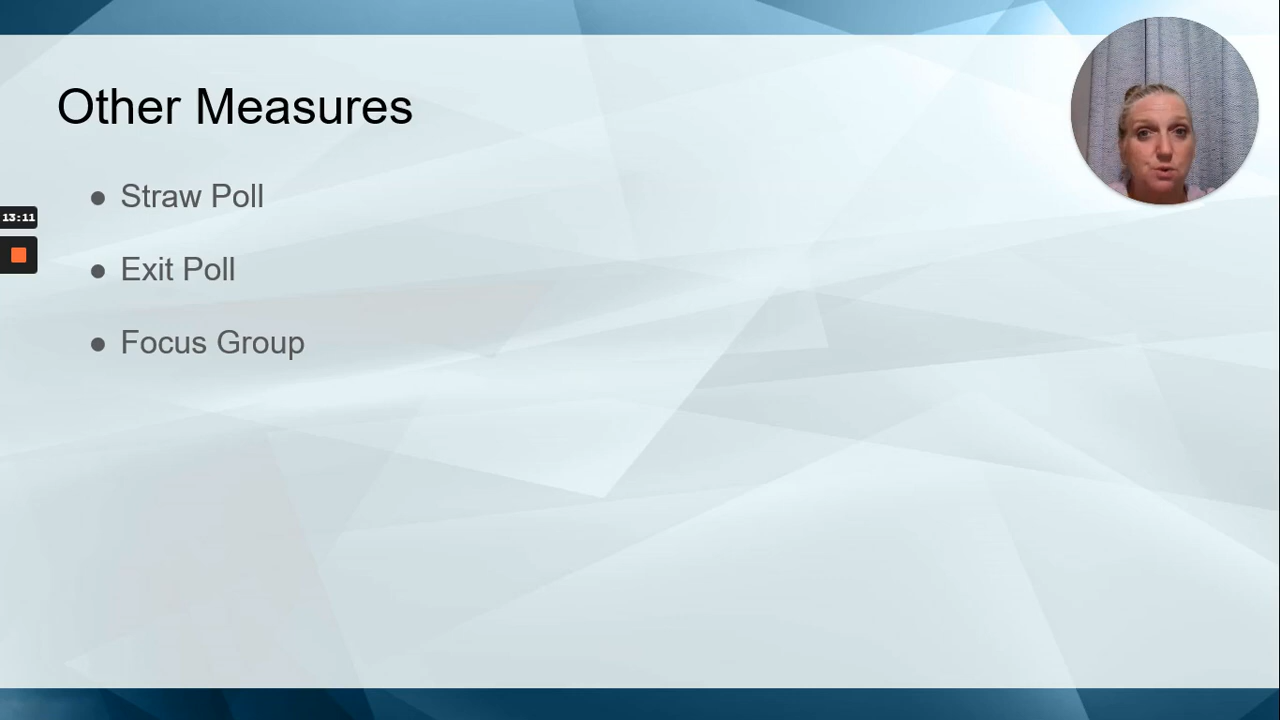 Other Measures
● Straw Poll
13:11
● Exit Poll
● Focus Group